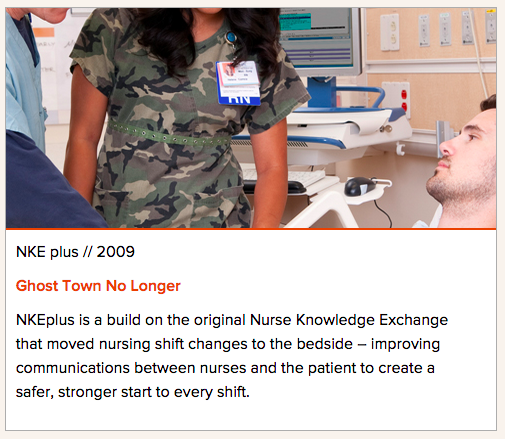 RN
NKE plus // 2009
Ghost Town No Longer
NKEplus is a build on the original Nurse Knowledge Exchange
that moved nursing shift changes to the bedside – improving
communications between nurses and the patient to create a
safer, stronger start to every shift.